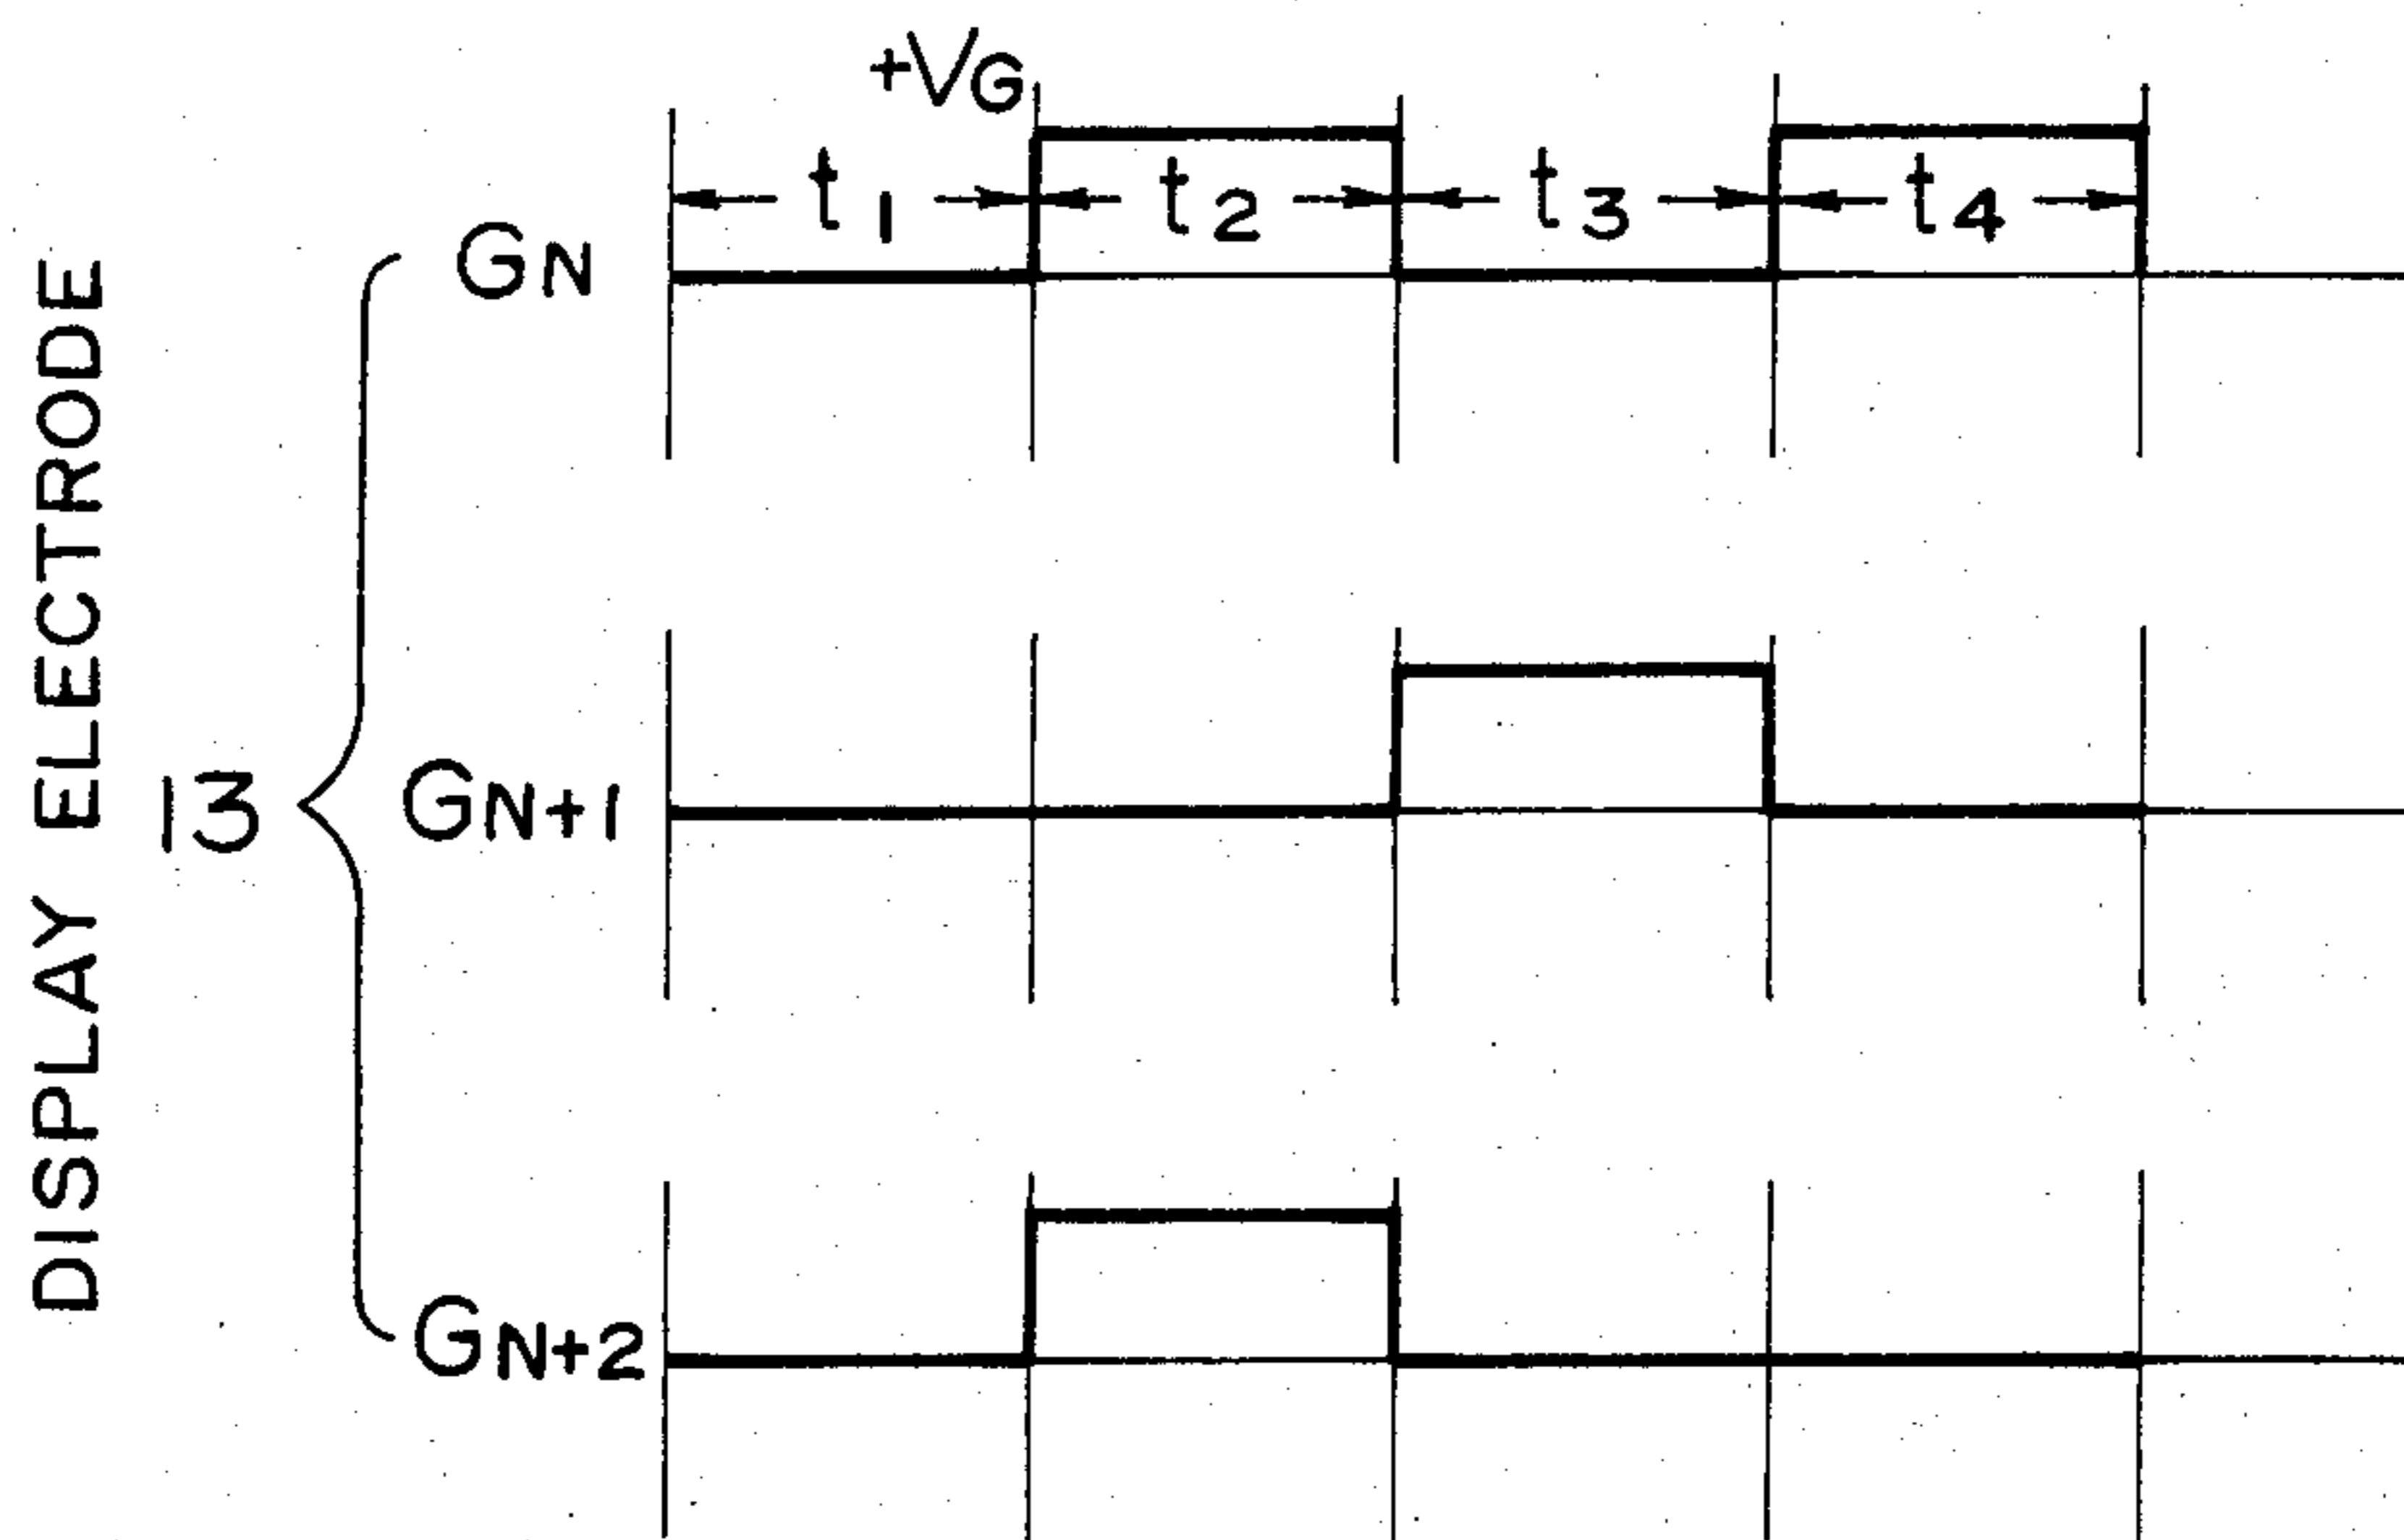 +VG
t1
t2
t3
t4
GN
DISPLAY ELECTRODE
13
GN+1
GN+2